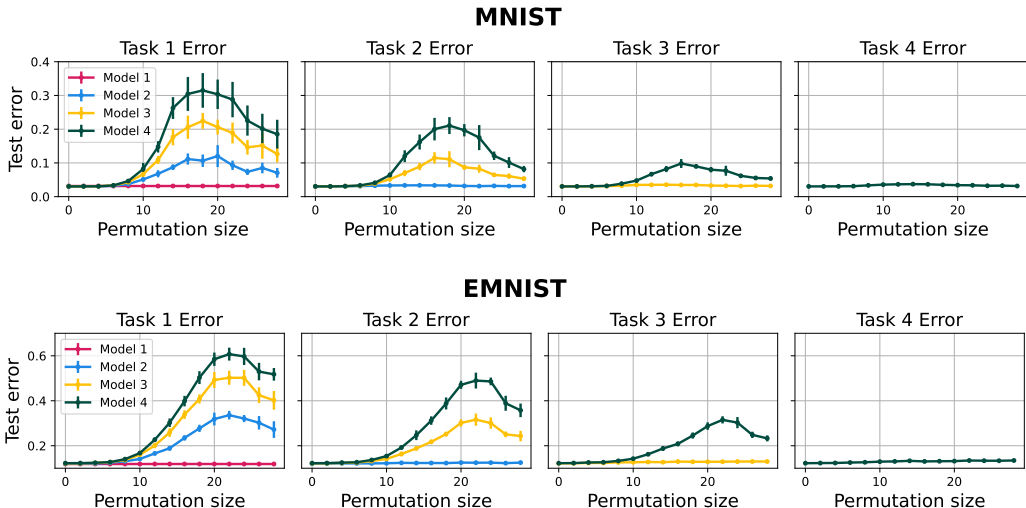 MNIST
Task 1 Error
Task 2 Error
Task 3 Error
Task 4 Error
Test error
0.4
0.3
0.2
0.1
0.0
Model 1
Model 2
Model 3
Model 4
0 10 20
0 10 20
0 10 20
0 10 20
Permutation size
Permutation size
Permutation size
Permutation size
EMNIST
Task 1 Error
Task 2 Error
Task 3 Error
Task 4 Error
Test error
0.6
0.4
0.2
Model 1
Model 2
Model 3
Model 4
0 10 20
0 10 20
0 10 20
0 10 20
Permutation size
Permutation size
Permutation size
Permutation size